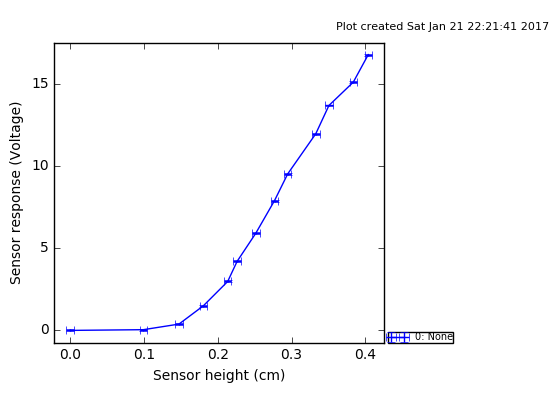 Plot created Sat Jan 21 22:21:41 2017
15
10
5
0
Sensor response (Voltage)
0.0 0.1 0.2 0.3 0.4
Sensor height (cm)
0: None